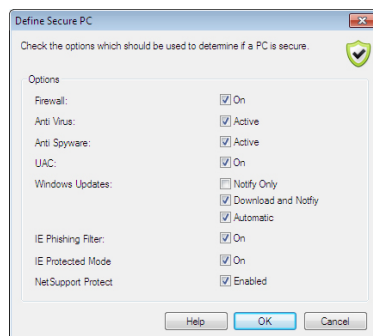 Define Secure PC
Check the options which should be used to determine if a PC is secure.
Options
Firewall: On
Anti Virus: Active
Anti Spyware: Active
UAC: On
Windows Updates: Notify Only
Download and Notfiy
Automatic
IE Phishing Filter: On
IE Protected Mode On
NetSupport Protect Enabled
Help OK Cancel